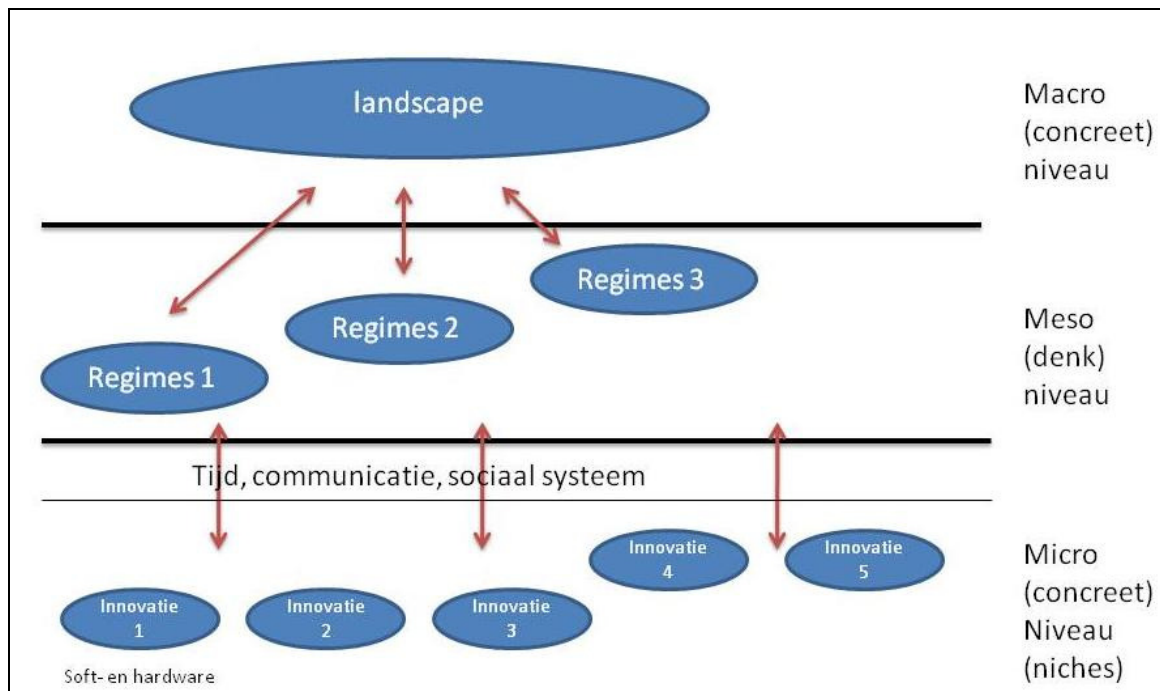 landscape
Macro
(concreet)
niveau
Regimes 3
Regimes 2
Regimes 1
Meso
(denk)
niveau
Tijd, communicatie, sociaal systeem
Innovatie
4
Innovatie
5
Innovatie
1
Innovatie
2
Innovatie
3
Micro
(concreet)
Niveau
(niches)
Soft- en hardware